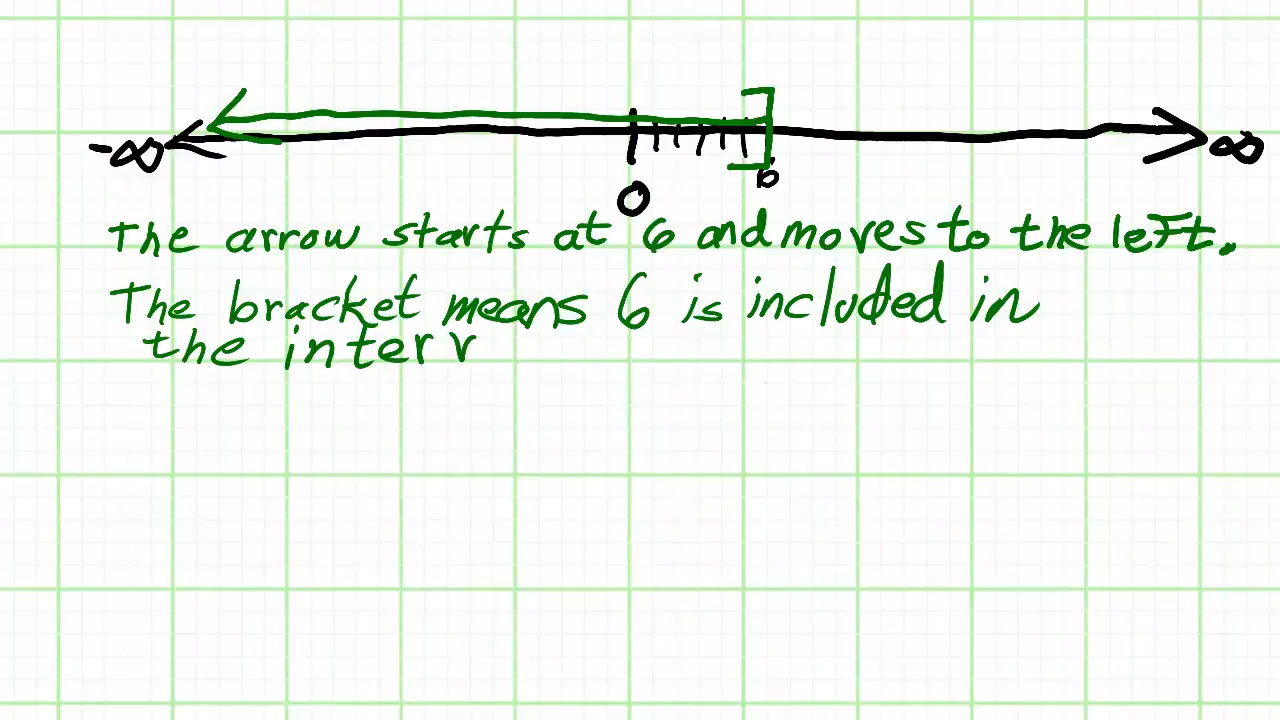 -∞ ∞
0 6
The arrow starts at 6 and moves to the left.
The bracket means 6 is included in
the interv